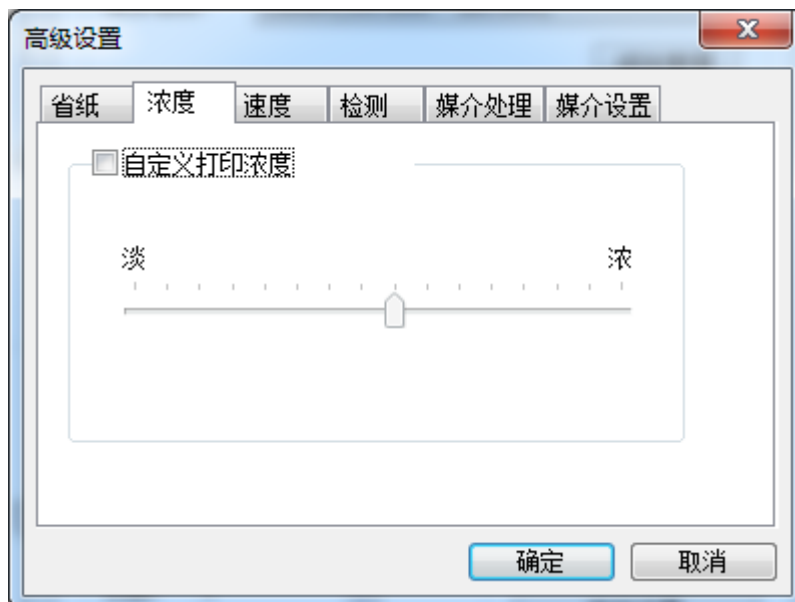 高级设置
省纸 浓度 速度 检测 媒介处理 媒介设置
自定义打印浓度
淡 浓
确定 取消